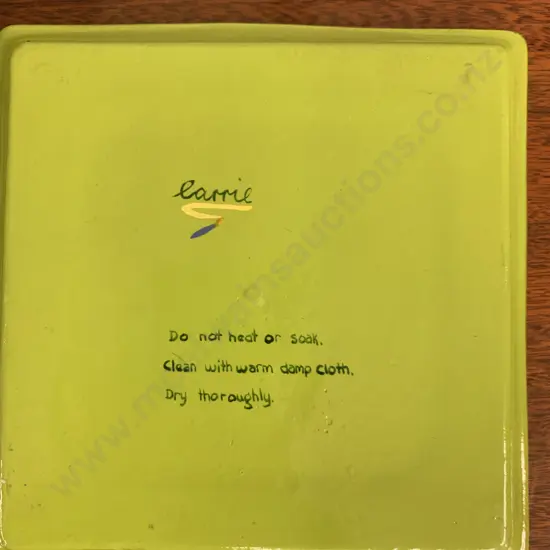 Carrie
Do not heat or soak.
Clean with warm damp cloth.
Dry thoroughly.